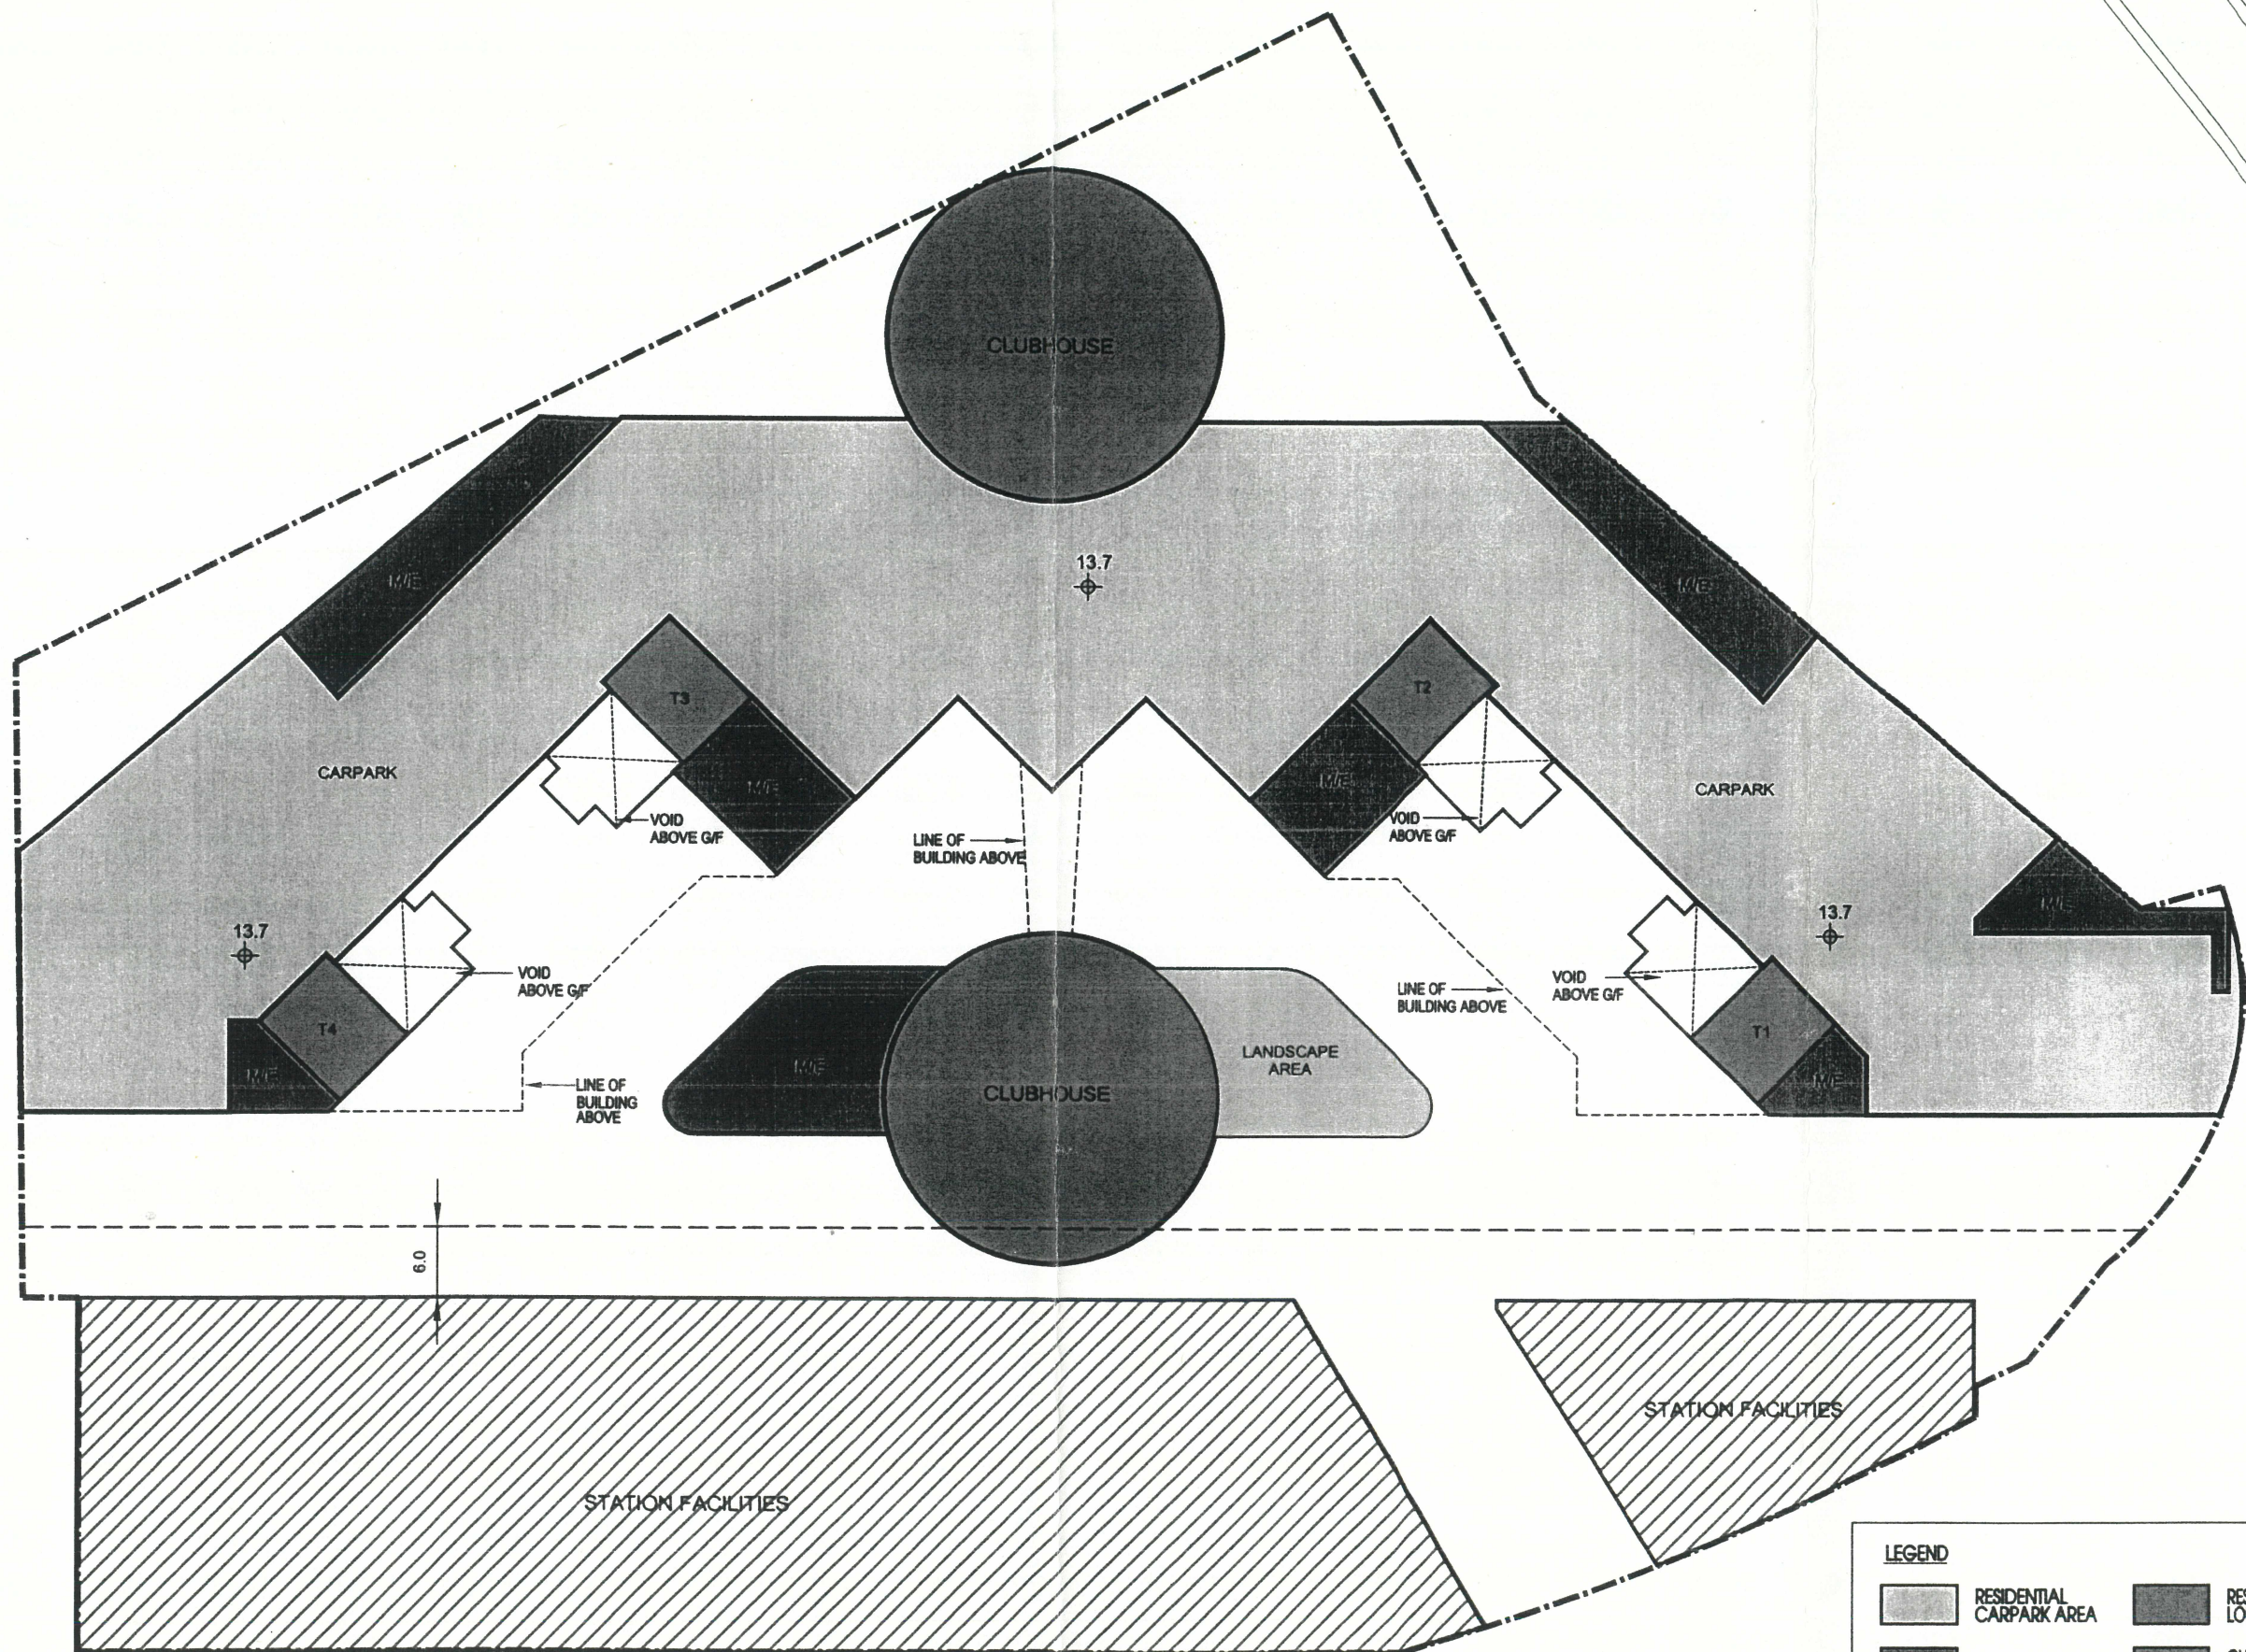 CLUBHOUSE
13.7
M/E
M/E
T3
T2
CARPARK
M/E
M/E
CARPARK
VOID
ABOVE G/F
VOID
ABOVE G/F
LINE OF
BUILDING ABOVE
13.7
13.7
M/E
VOID
ABOVE G/F
LINE OF
BUILDING ABOVE
VOID
ABOVE G/F
T4
T1
M/E
M/E
LANDSCAPE
AREA
M/E
CLUBHOUSE
LINE OF
BUILDING
ABOVE
6.0
STATION FACILITIES
STATION FACILITIES
LEGEND
RESIDENTIAL
CARPARK AREA